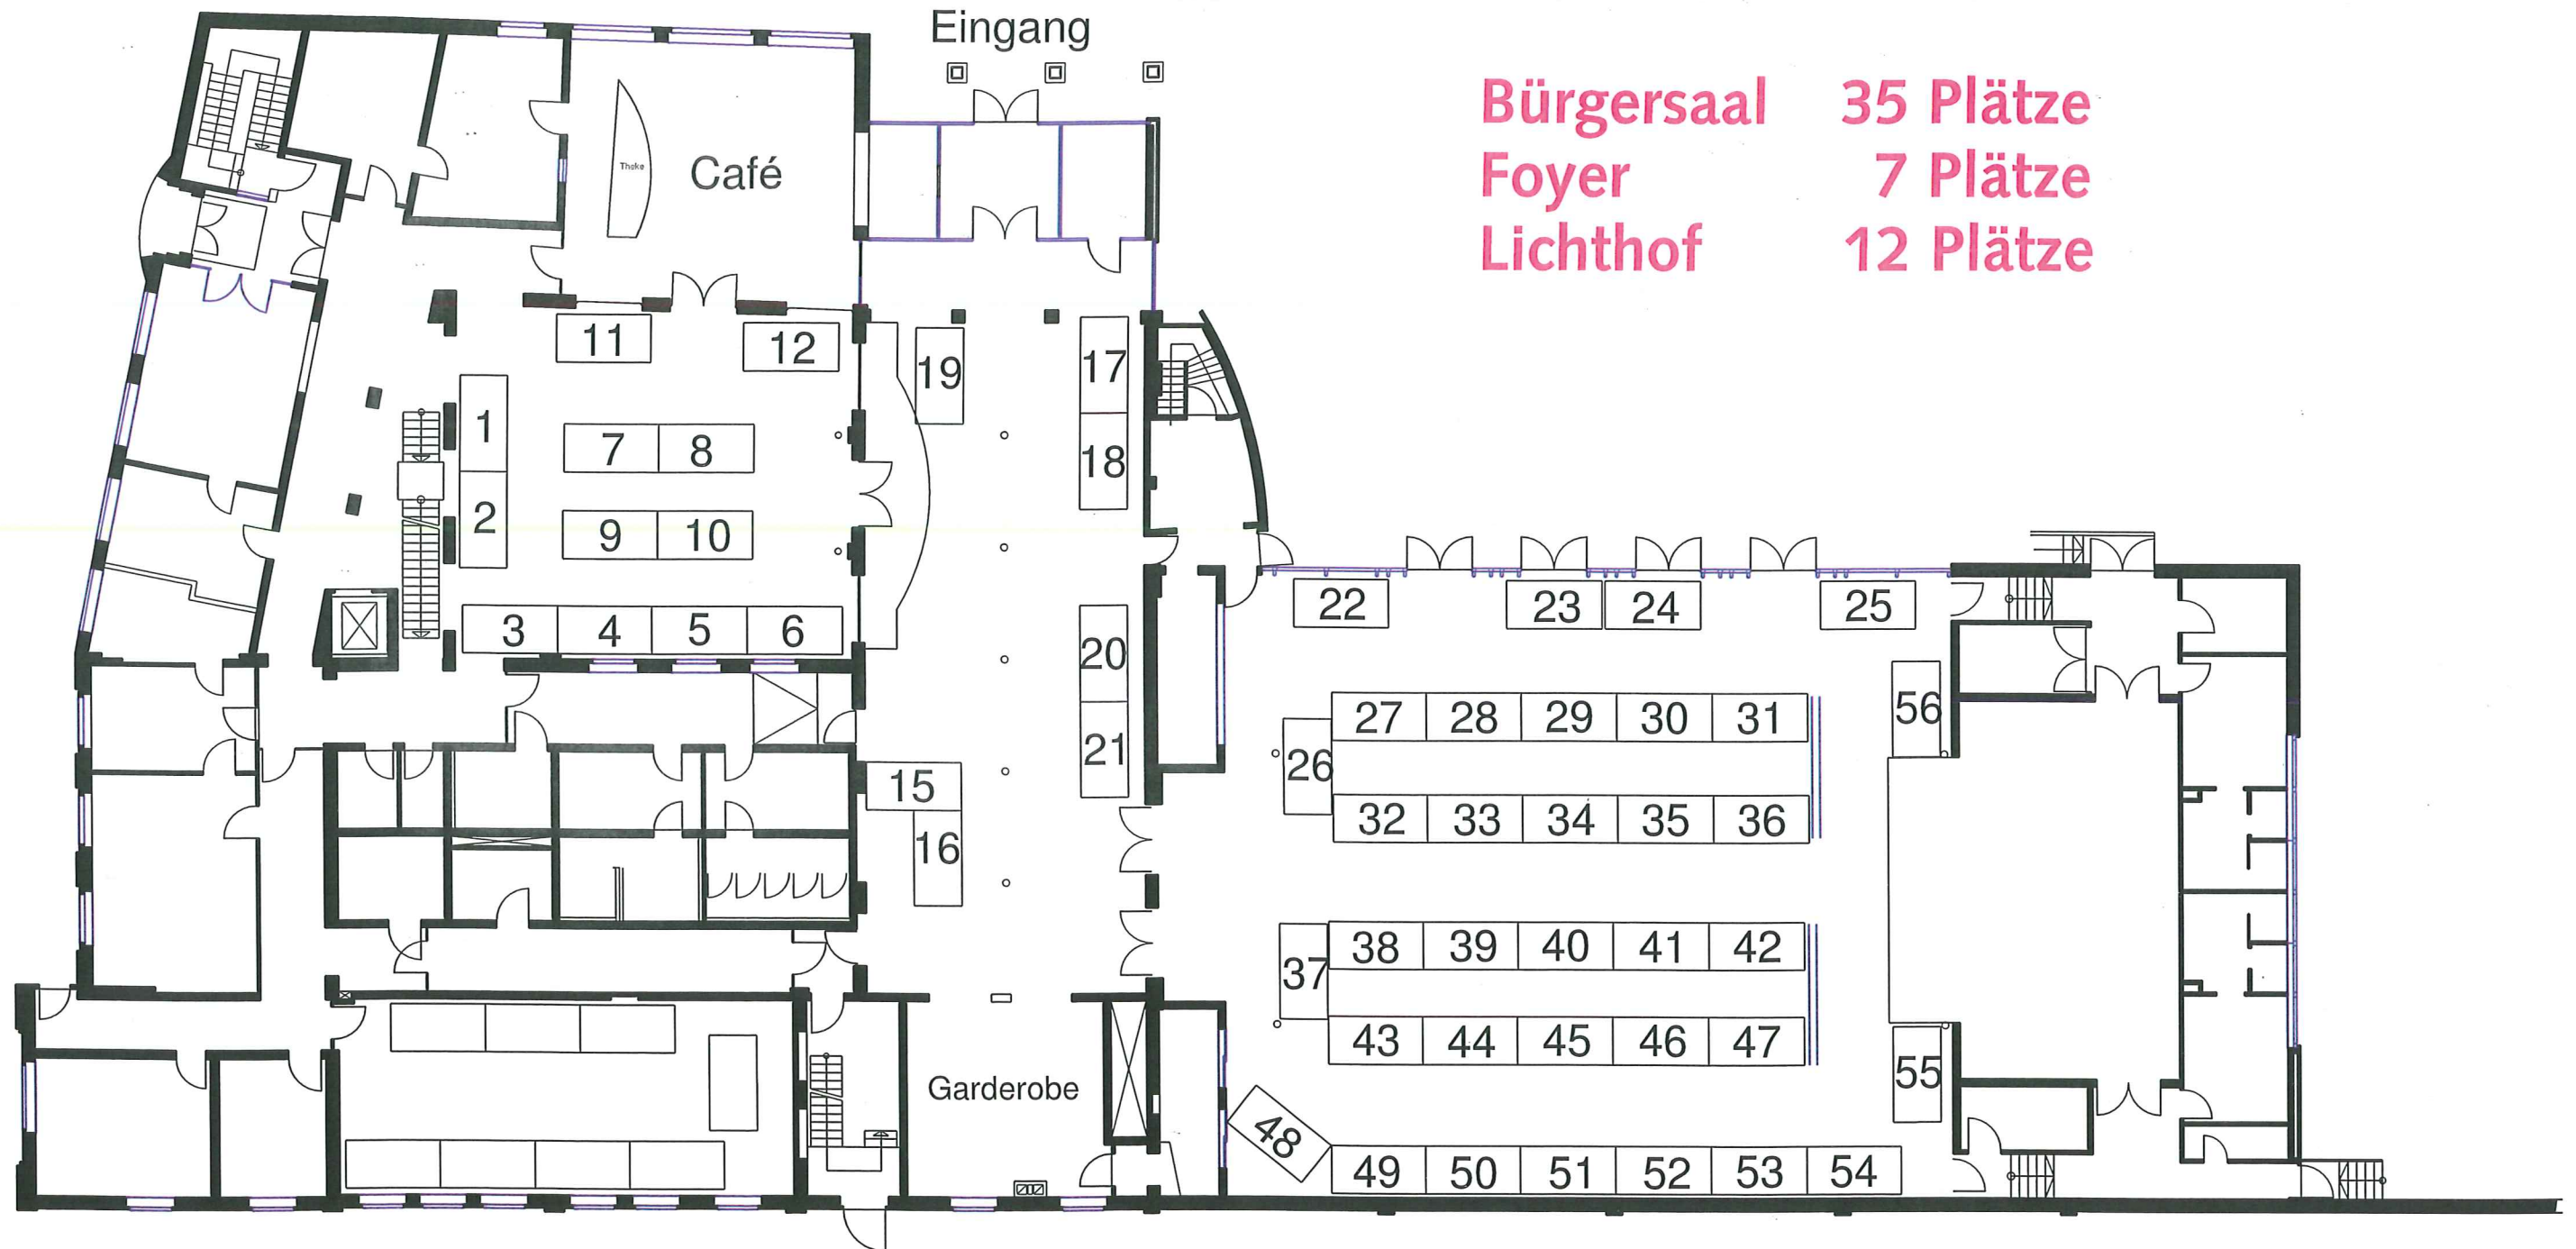 Eingang
Bürgersaal 35 Plätze
Foyer 7 Plätze
Lichthof 12 Plätze
Theke
Café
11
12
19
17
1
7 8
18
2
9 10
22
23
24
25
3 4 5 6
20
56
27 28 29 30 31
21
26
15
32 33 34 35 36
16
38 39 40 41 42
37
43 44 45 46 47
55
Garderobe
48
49 50 51 52 53 54